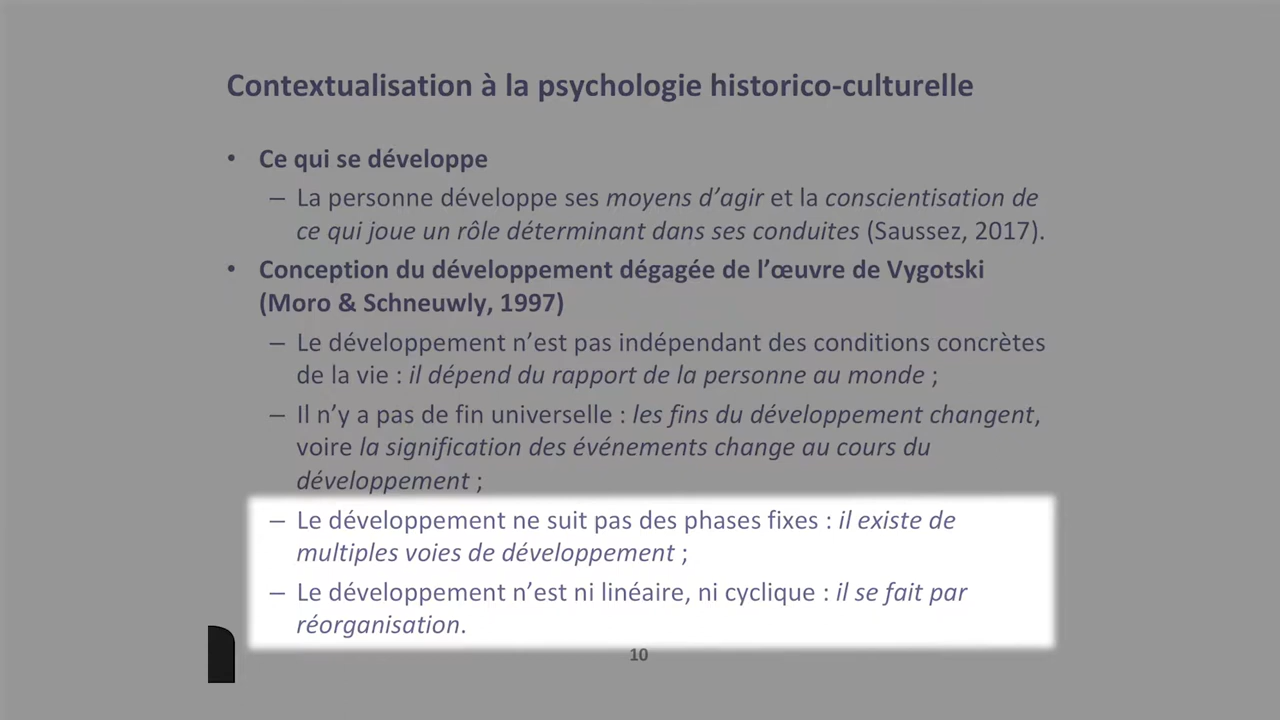 Contextualisation à la psychologie historico-culturelle
• Ce qui se développe
– La personne développe ses moyens d’agir et la conscientisation de
ce qui joue un rôle déterminant dans ses conduites (Saussez, 2017).
• Conception du développement dégagée de l’œuvre de Vygotski
(Moro & Schneuwly, 1997)
– Le développement n’est pas indépendant des conditions concrètes
de la vie : il dépend du rapport de la personne au monde ;
– Il n’y a pas de fin universelle : les fins du développement changent,
voire la signification des événements change au cours du
développement ;
– Le développement ne suit pas des phases fixes : il existe de
multiples voies de développement ;
– Le développement n’est ni linéaire, ni cyclique : il se fait par
réorganisation.
10